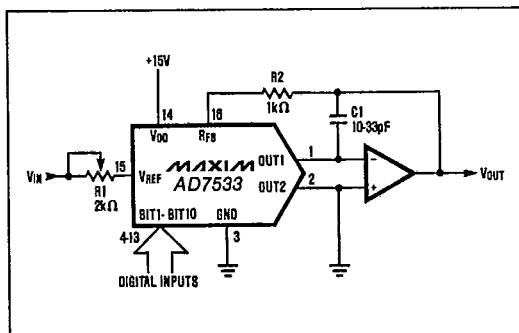 +15V
R2
1kΩ
14
16
VDD
RFB
C1
10-33pF
VIN
15
VREF
MAXIM
AD7533
OUT1
1
-
OUT2
2
+
VOUT
R1
2kΩ
BIT1- BIT10
GND
4-13
3
DIGITAL INPUTS